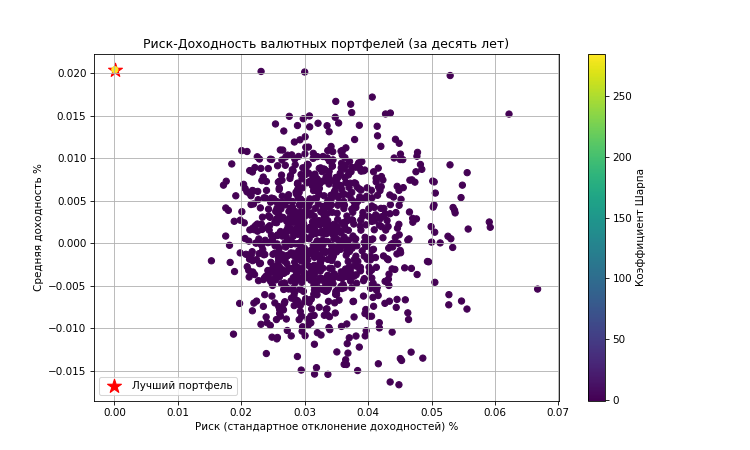 Риск-Доходность валютных портфелей (за десять лет)
Средняя доходность %
0.020
0.015
0.010
0.005
0.000
−0.005
−0.010
−0.015
Лучший портфель
0.00 0.01 0.02 0.03 0.04 0.05 0.06 0.07
Риск (стандартное отклонение доходностей) %
250
200
150
100
50
0
Коэффициент Шарпа